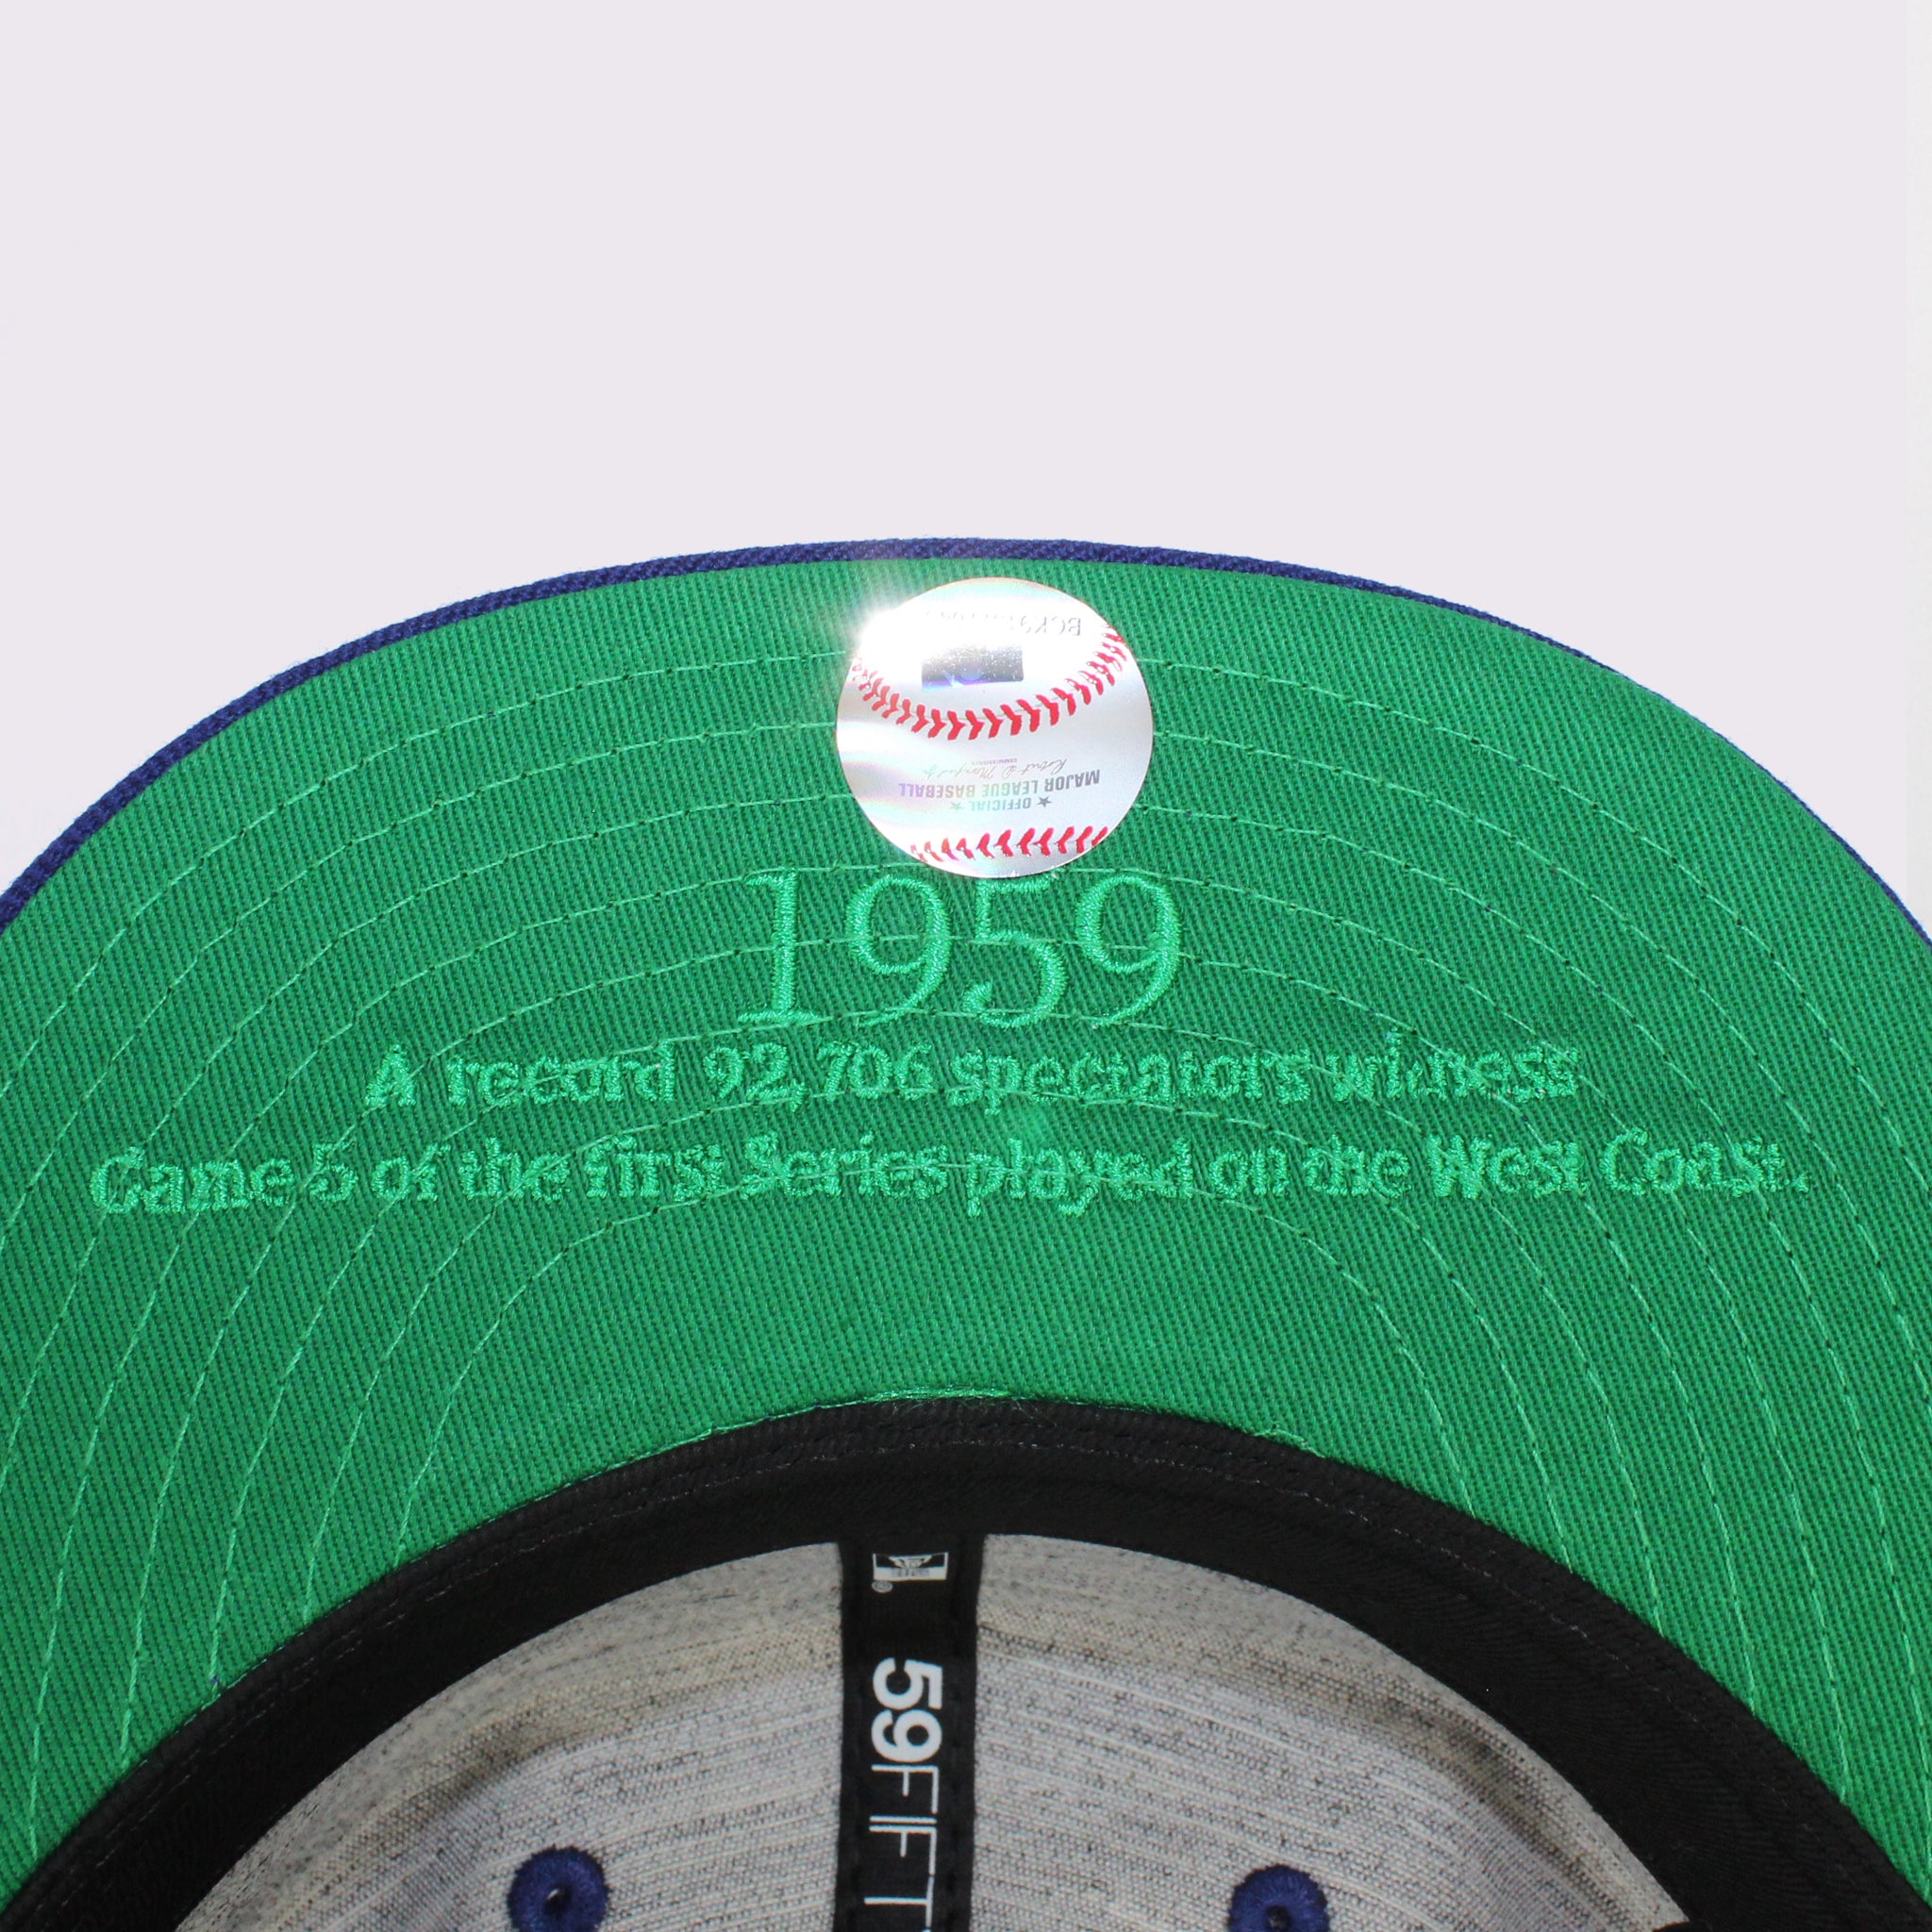 1959
A record 92,706 spectators witness
Game 5 of the first Series played on the West Coast.
★ OFFICIAL ★
MAJOR LEAGUE BASEBALL
59FIFT